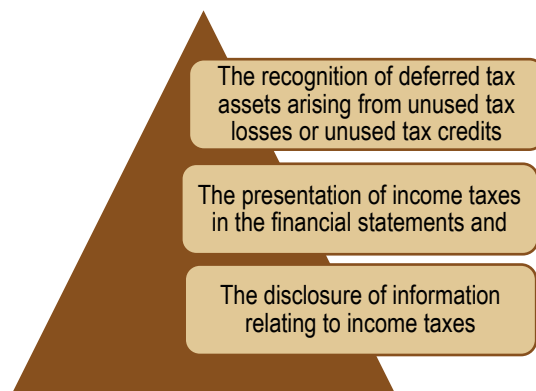 The recognition of deferred tax
assets arising from unused tax
losses or unused tax credits
The presentation of income taxes
in the financial statements and
The disclosure of information
relating to income taxes